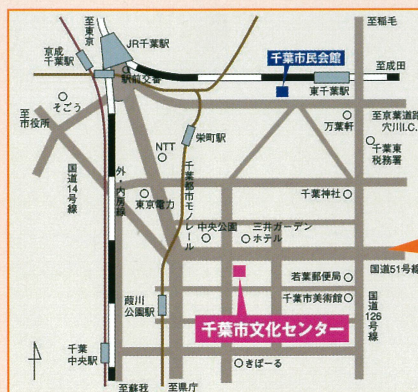 至東京
JR千葉駅
至稲毛
京成
千葉駅
千葉市民会館
至成田
駅前交番
東千葉駅
そごう
至
市役所
万葉軒
至京葉道路
穴川I.C.
栄町駅
千葉東
税務署
NTT
国道14号線
外・内房線
千葉都市モノレール
千葉神社
東京電力
中央公園
三井ガーデン
ホテル
国道51号線
若葉郵便局
葭川
公園駅
千葉市美術館
国道126号線
千葉市文化センター
千葉
中央駅
きぼーる
至蘇我
至県庁